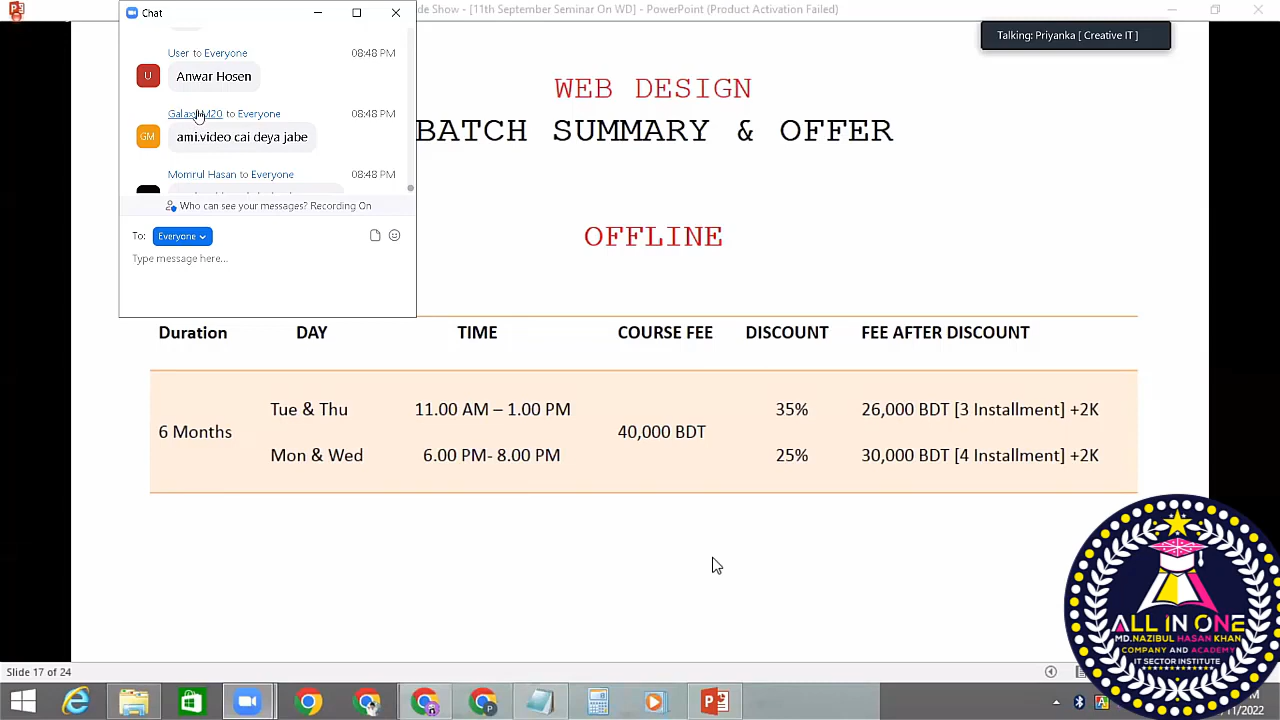 de Show - [11th September Seminar On WD] - PowerPoint (Product Activation Failed)
Chat
Talking: Priyanka [ Creative IT ]
User to Everyone 08:48 PM
U
Anwar Hosen
to Everyone 08:48 PM
GM
ami.video cai deya jabe
Momrul Hasan to Everyone 08:48 PM
Who can see your messages? Recording On
To: Everyone
Type message here...
WEB DESIGN
BATCH SUMMARY & OFFER
OFFLINE
Duration DAY TIME COURSE FEE DISCOUNT FEE AFTER DISCOUNT
Tue & Thu 11.00 AM – 1.00 PM 35% 26,000 BDT [3 Installment] +2K
6 Months 40,000 BDT
Mon & Wed 6.00 PM- 8.00 PM 25% 30,000 BDT [4 Installment] +2K
ALL IN ONE
MD.NAZIBUL HASAN KHAN
COMPANY AND ACADEMY
IT SECTOR INSTITUTE
Slide 17 of 24
/11/2022